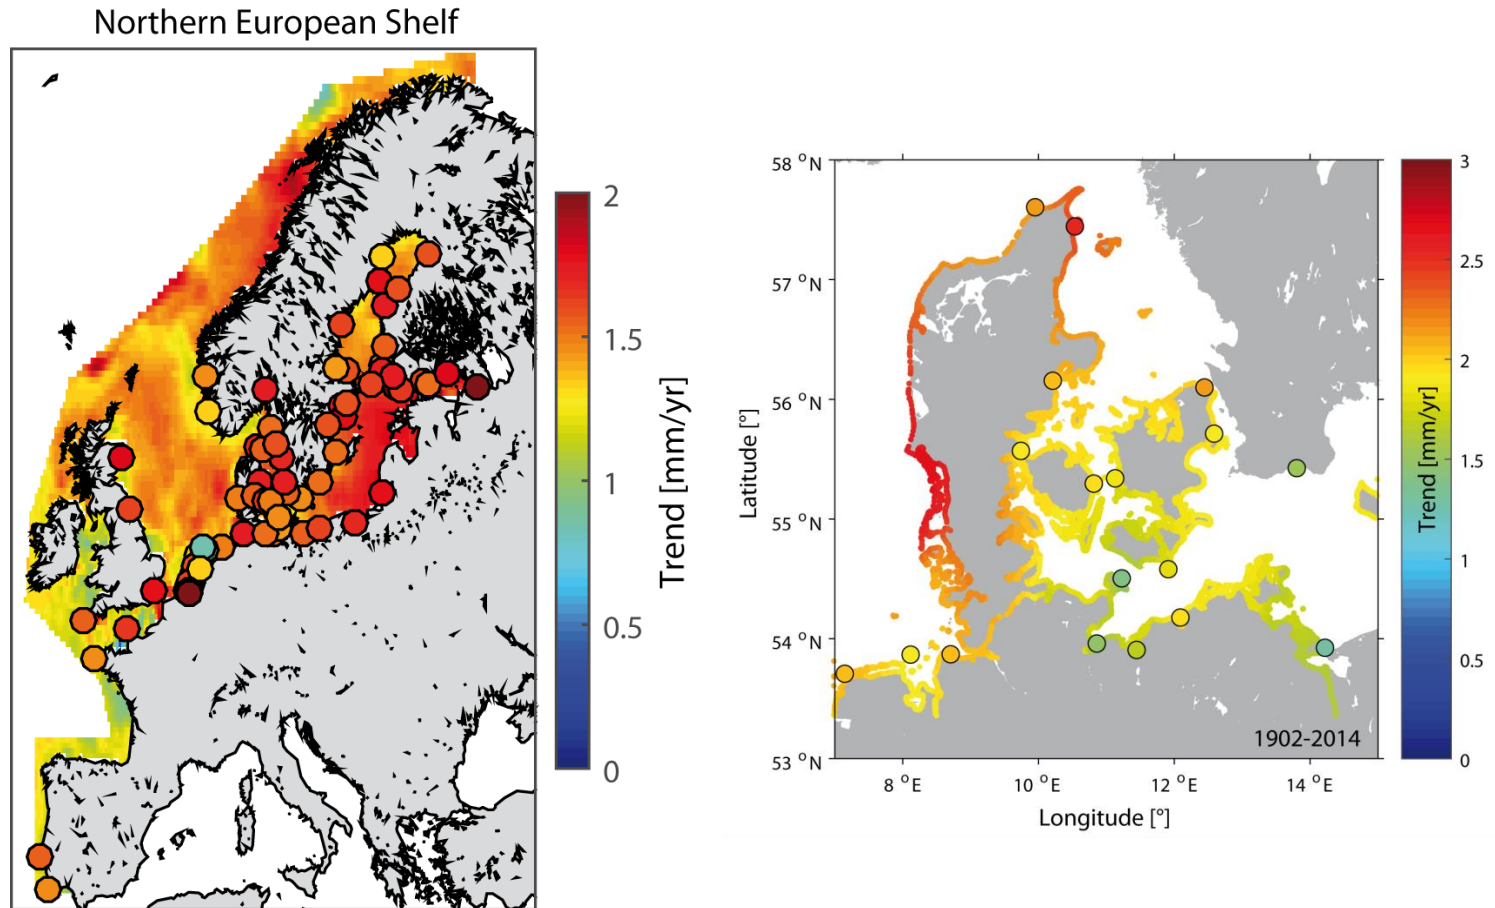 Northern European Shelf
2
1.5
1
0.5
0
Trend [mm/yr]
58 °N
57 °N
56 °N
55 °N
54 °N
53 °N
Latitude [°]
8 °E
10 °E
12 °E
14 °E
Longitude [°]
1902-2014
3
2.5
2
1.5
1
0.5
0
Trend [mm/yr]